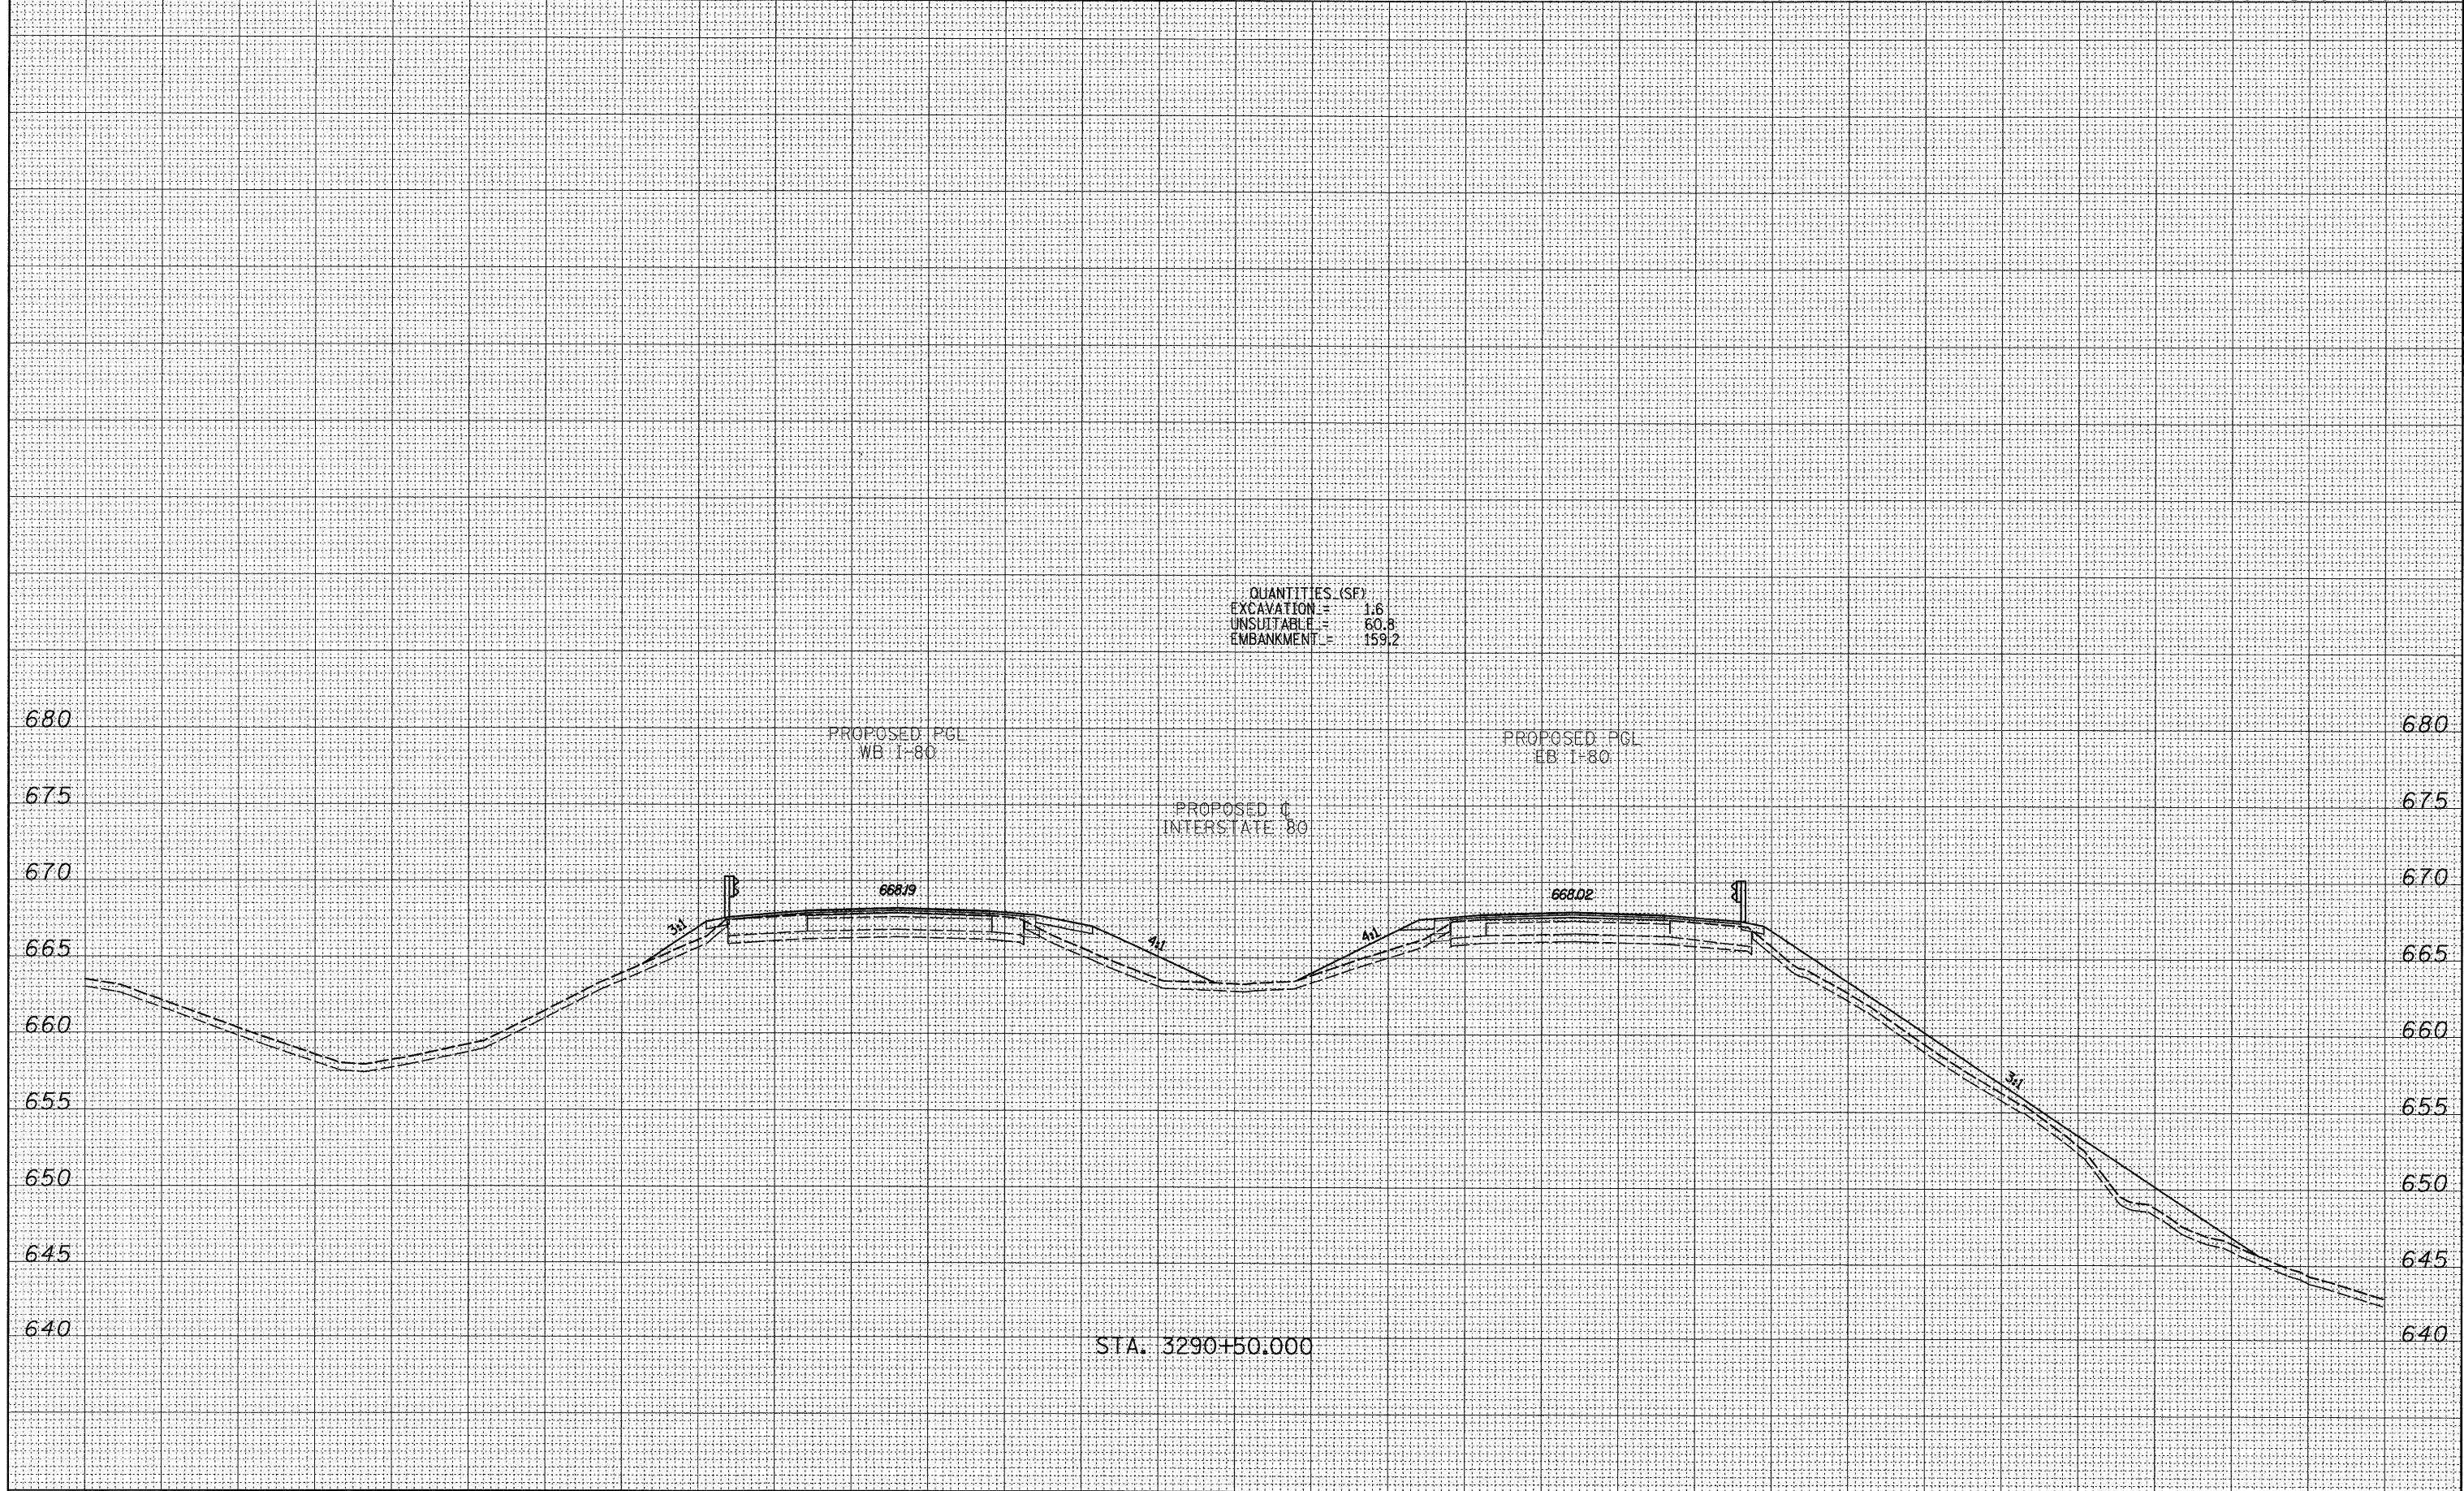 QUANTITIES (SF)
EXCAVATION = 1.6
UNSUITABLE = 60.8
EMBANKMENT = 159.2
680 680
PROPOSED PGL
WB I-80
PROPOSED PGL
EB I-80
675 675
PROPOSED ℄
INTERSTATE 80
670 670
668.19
668.02
3:1
4:1
4:1
665 665
660 660
3:1
655 655
650 650
645 645
640 640
STA. 3290+50.000